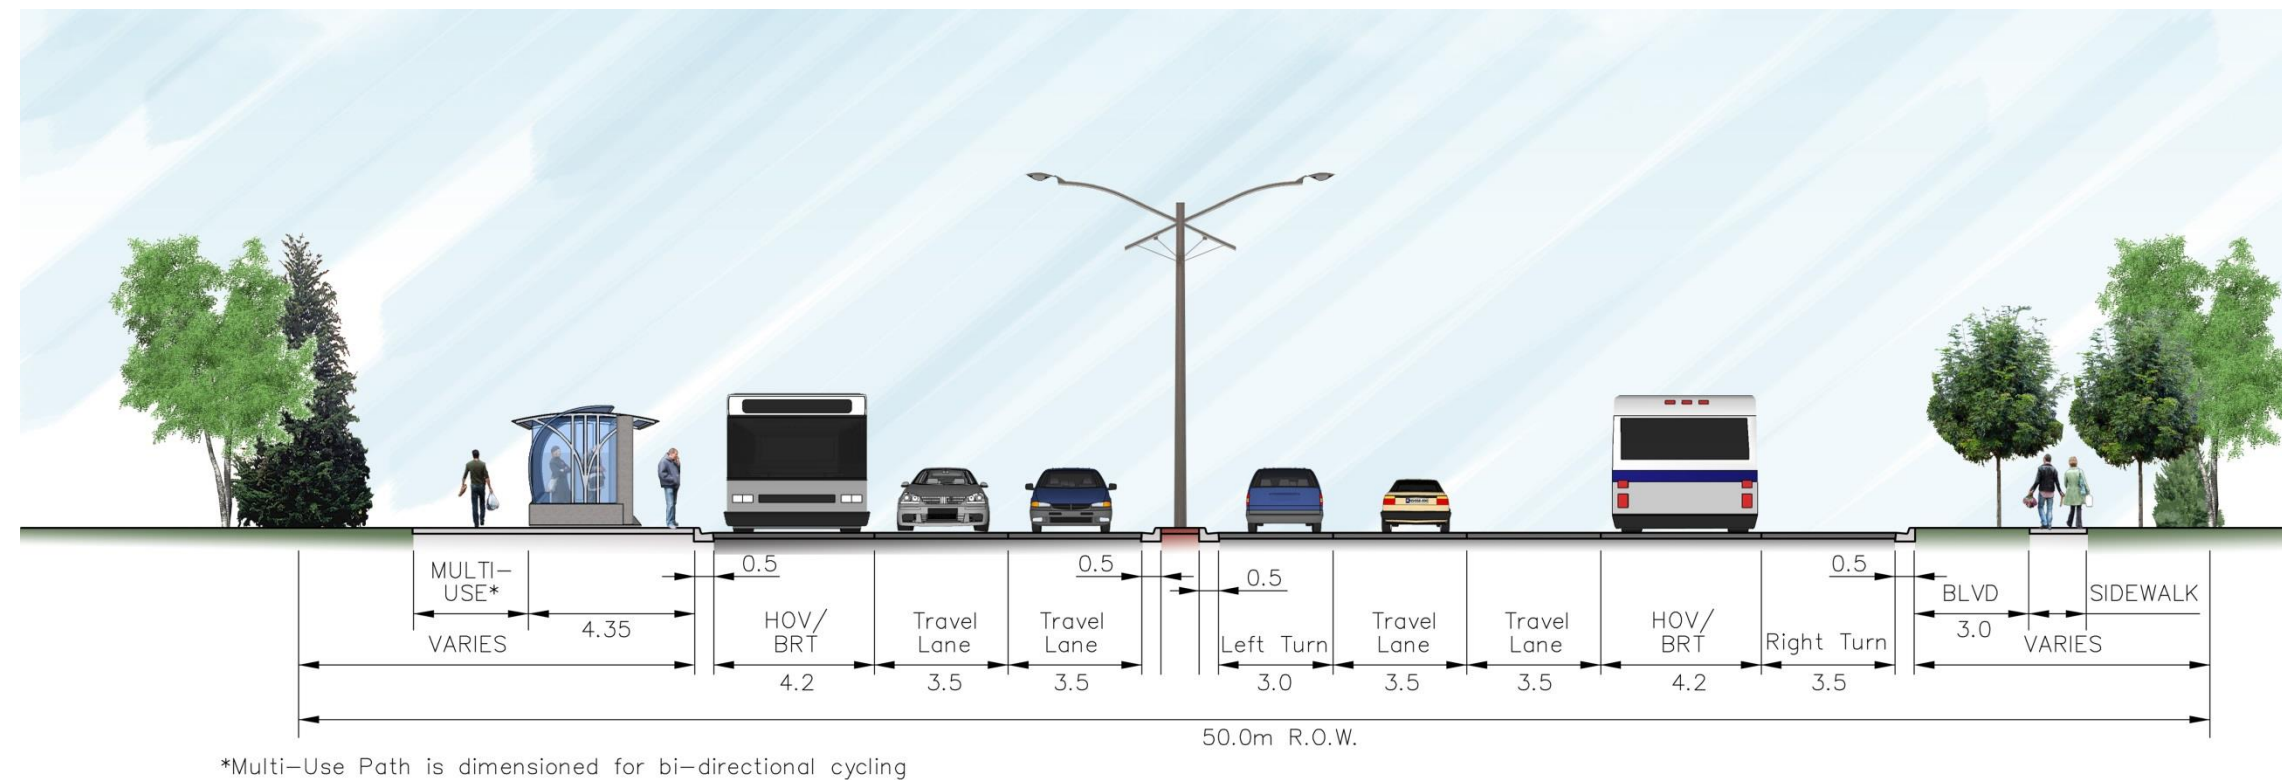 0.5
0.5
0.5
0.5
MULTI-
USE*
4.35
VARIES
HOV/
BRT
4.2
Travel
Lane
3.5
Travel
Lane
3.5
Left Turn
3.0
Travel
Lane
3.5
Travel
Lane
3.5
HOV/
BRT
4.2
Right Turn
3.5
BLVD
3.0
SIDEWALK
VARIES
50.0m R.O.W.
*Multi-Use Path is dimensioned for bi-directional cycling